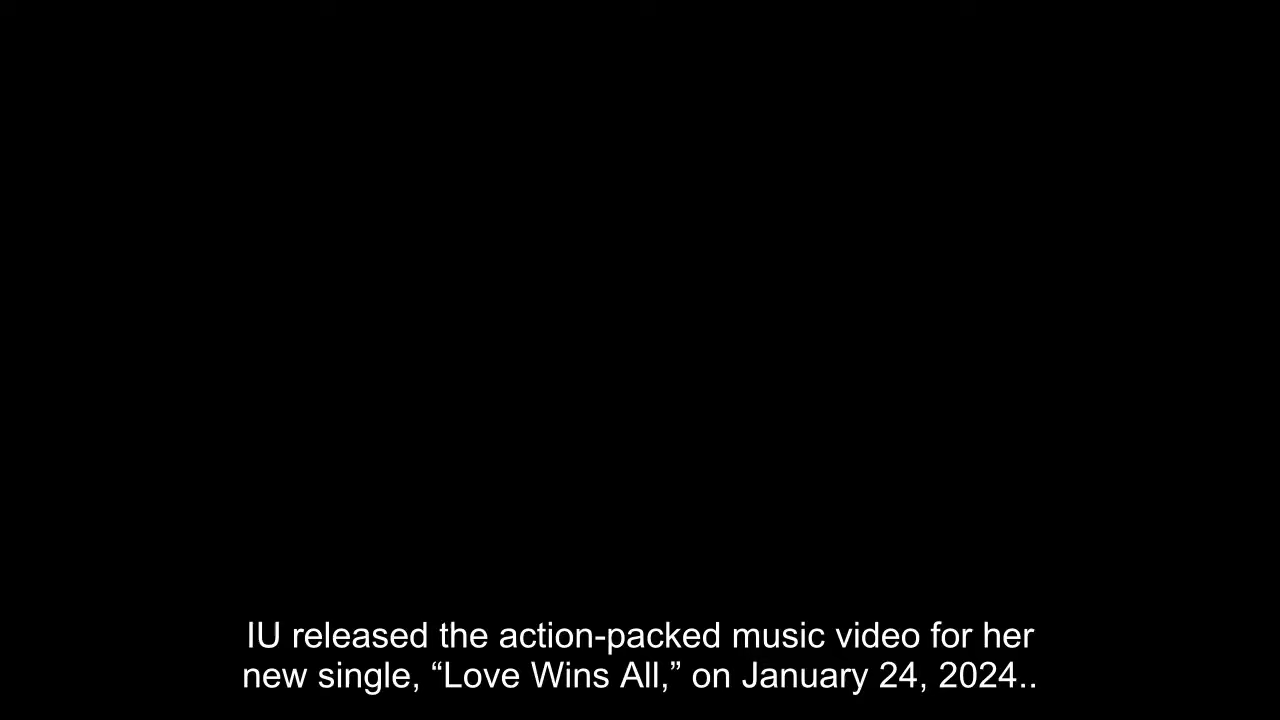 IU released the action-packed music video for her
new single, “Love Wins All,” on January 24, 2024..